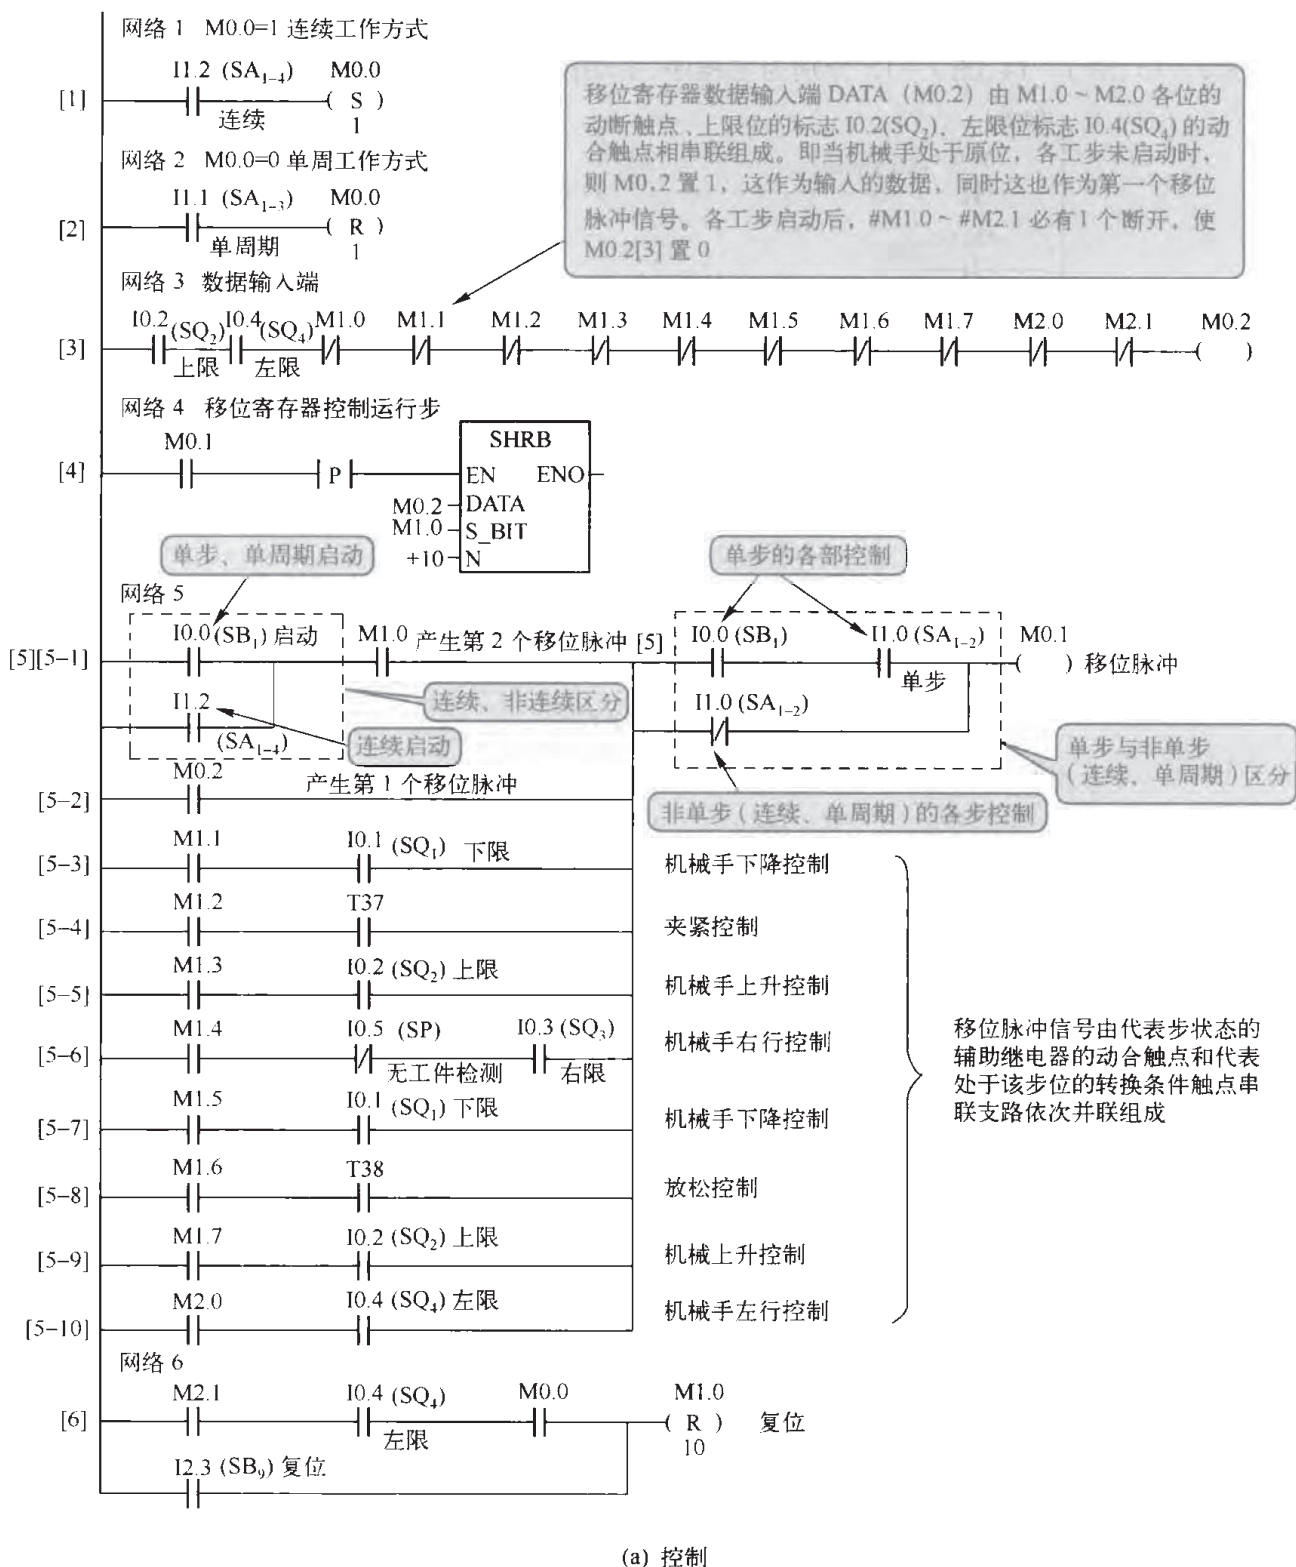 网络 1 M0.0=1 连续工作方式
I1.2 (SA1-4) M0.0
[1] ( S )
连续 1
移位寄存器数据输入端 DATA (M0.2) 由 M1.0 ~ M2.0 各位的
动断触点、上限位的标志 I0.2(SQ2)、左限位标志 I0.4(SQ4) 的动
合触点相串联组成。即当机械手处于原位，各工步未启动时，
则 M0.2 置 1，这作为输人的数据，同时这也作为第一个移位
脉冲信号。各工步启动后，#M1.0 ~ #M2.1 必有 1 个断开，使
M0.2[3] 置 0
网络 2 M0.0=0 单周工作方式
I1.1 (SA1-3) M0.0
[2] ( R )
单周期 1
网络 3 数据输入端
I0.2 (SQ2) I0.4 (SQ4) M1.0 M1.1 M1.2 M1.3 M1.4 M1.5 M1.6 M1.7 M2.0 M2.1 M0.2
[3] ( )
上限 左限
网络 4 移位寄存器控制运行步
M0.1 SHRB
[4] P EN ENO
M0.2 DATA
M1.0 S_BIT
+10 N
单步、单周期启动 单步的各部控制
网络 5
I0.0 (SB1) 启动 M1.0 产生第 2 个移位脉冲 [5] I0.0 (SB1) I1.0 (SA1-2) M0.1
[5][5-1] 单步 ( ) 移位脉冲
连续、非连续区分
I1.2 I1.0 (SA1-2)
(SA1-4) 连续启动
单步与非单步
(连续、单周期) 区分
M0.2 产生第 1 个移位脉冲
[5-2]
非单步 (连续、单周期) 的各步控制
M1.1 I0.1 (SQ1) 下限
[5-3] 机械手下降控制
M1.2 T37
[5-4] 夹紧控制
M1.3 I0.2 (SQ2) 上限
[5-5] 机械手上升控制
M1.4 I0.5 (SP) I0.3 (SQ3)
[5-6] 无工件检测 右限 机械手右行控制
M1.5 I0.1 (SQ1) 下限
[5-7] 机械手下降控制
M1.6 T38
[5-8] 放松控制
M1.7 I0.2 (SQ2) 上限
[5-9] 机械上升控制
M2.0 I0.4 (SQ4) 左限
[5-10] 机械手左行控制
移位脉冲信号由代表步状态的
辅助继电器的动合触点和代表
处于该步位的转换条件触点串
联支路依次并联组成
网络 6
M2.1 I0.4 (SQ4) M0.0 M1.0
[6] ( R ) 复位
左限 10
I2.3 (SB9) 复位
(a) 控制